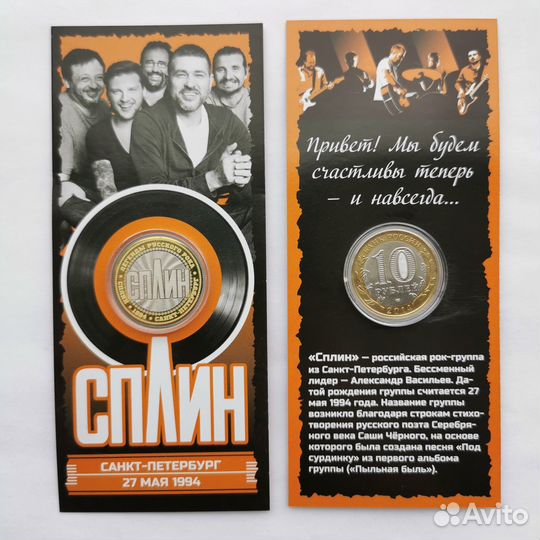 ЛЕГЕНДЫ РУССКОГО РОКА
СПЛИН
1994
САНКТ-ПЕТЕРБУРГ
СПЛИН
САНКТ-ПЕТЕРБУРГ
27 МАЯ 1994
Привет! Мы будем
счастливы теперь
– и навсегда...
БАНК РОССИИ
10
РУБЛЕЙ
«Сплин» – российская рок-группа
из Санкт-Петербурга. Бессменный
лидер — Александр Васильев. Да-
той рождения группы считается 27
мая 1994 года. Название группы
возникло благодаря строкам стихо-
творения русского поэта Серебря-
ного века Саши Чёрного, на основе
которого была создана песня «Под
сурдинку» из первого альбома
группы («Пыльная быль»).
Avito